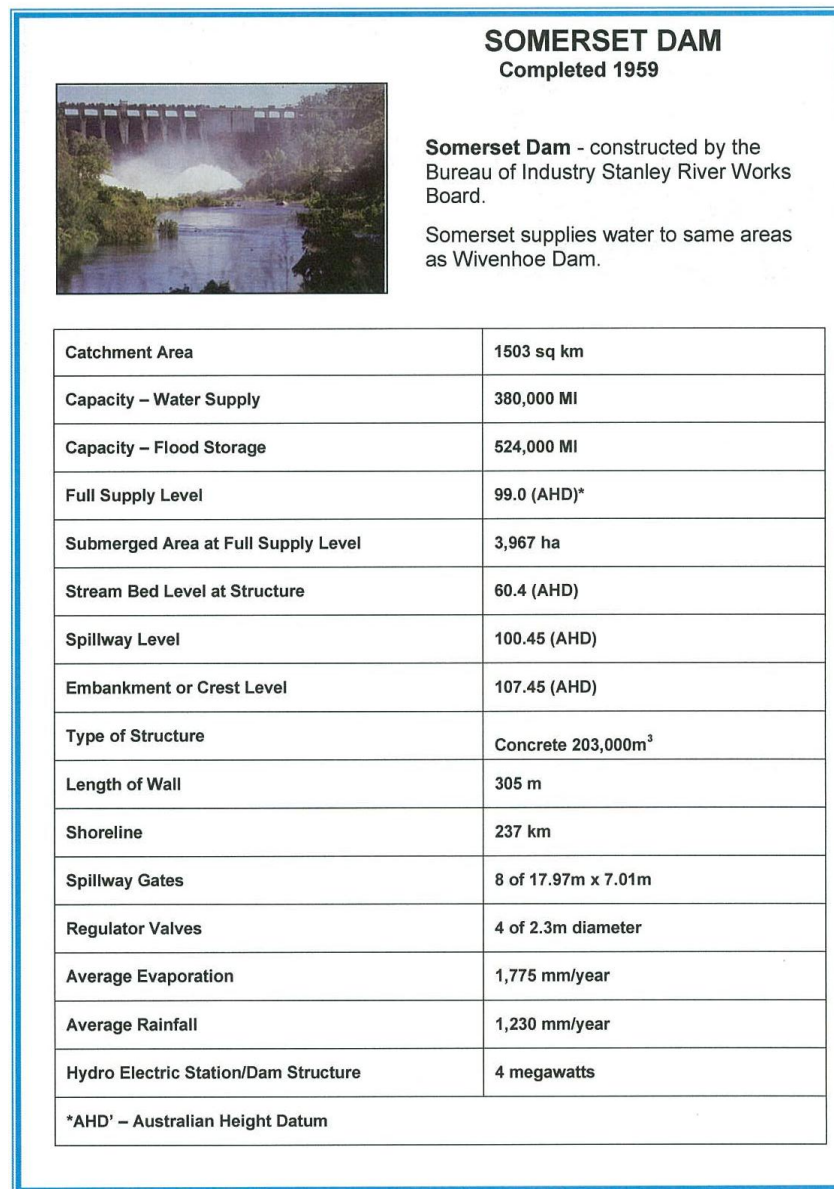 SOMERSET DAM
Completed 1959
Somerset Dam - constructed by the
Bureau of Industry Stanley River Works
Board.
Somerset supplies water to same areas
as Wivenhoe Dam.
Catchment Area 1503 sq km
Capacity – Water Supply 380,000 Ml
Capacity – Flood Storage 524,000 Ml
Full Supply Level 99.0 (AHD)*
Submerged Area at Full Supply Level 3,967 ha
Stream Bed Level at Structure 60.4 (AHD)
Spillway Level 100.45 (AHD)
Embankment or Crest Level 107.45 (AHD)
Type of Structure Concrete 203,000m³
Length of Wall 305 m
Shoreline 237 km
Spillway Gates 8 of 17.97m x 7.01m
Regulator Valves 4 of 2.3m diameter
Average Evaporation 1,775 mm/year
Average Rainfall 1,230 mm/year
Hydro Electric Station/Dam Structure 4 megawatts
*AHD' – Australian Height Datum